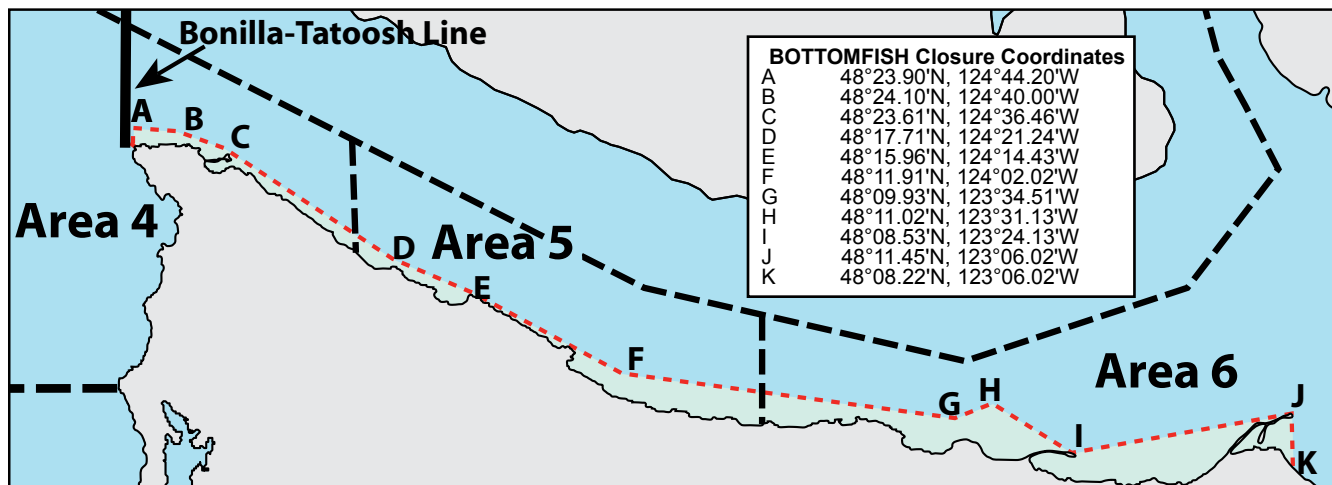 Bonilla-Tatoosh Line
BOTTOMFISH Closure Coordinates
A 48°23.90'N, 124°44.20'W
B 48°24.10'N, 124°40.00'W
C 48°23.61'N, 124°36.46'W
D 48°17.71'N, 124°21.24'W
E 48°15.96'N, 124°14.43'W
F 48°11.91'N, 124°02.02'W
G 48°09.93'N, 123°34.51'W
H 48°11.02'N, 123°31.13'W
I 48°08.53'N, 123°24.13'W
J 48°11.45'N, 123°06.02'W
K 48°08.22'N, 123°06.02'W
A
B
C
Area 4
Area 5
D
E
F
G
H
Area 6
I
J
K